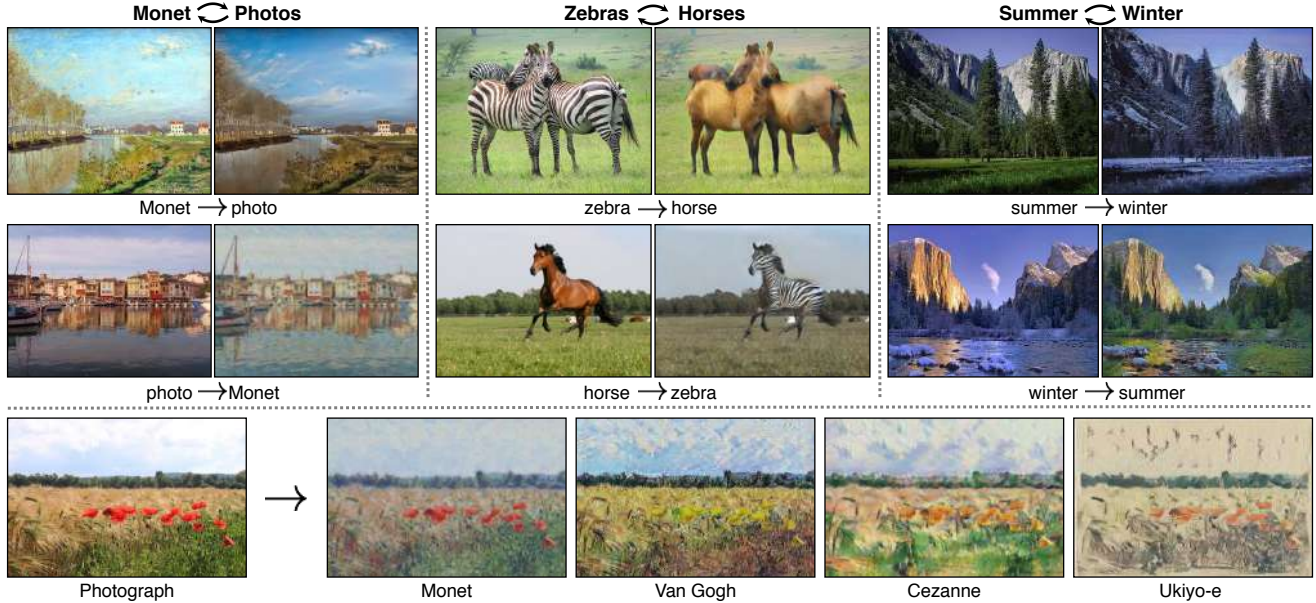 Monet Photos
Zebras Horses
Summer Winter
Monet → photo
zebra → horse
summer → winter
photo → Monet
horse → zebra
winter → summer
→
Photograph
Monet
Van Gogh
Cezanne
Ukiyo-e